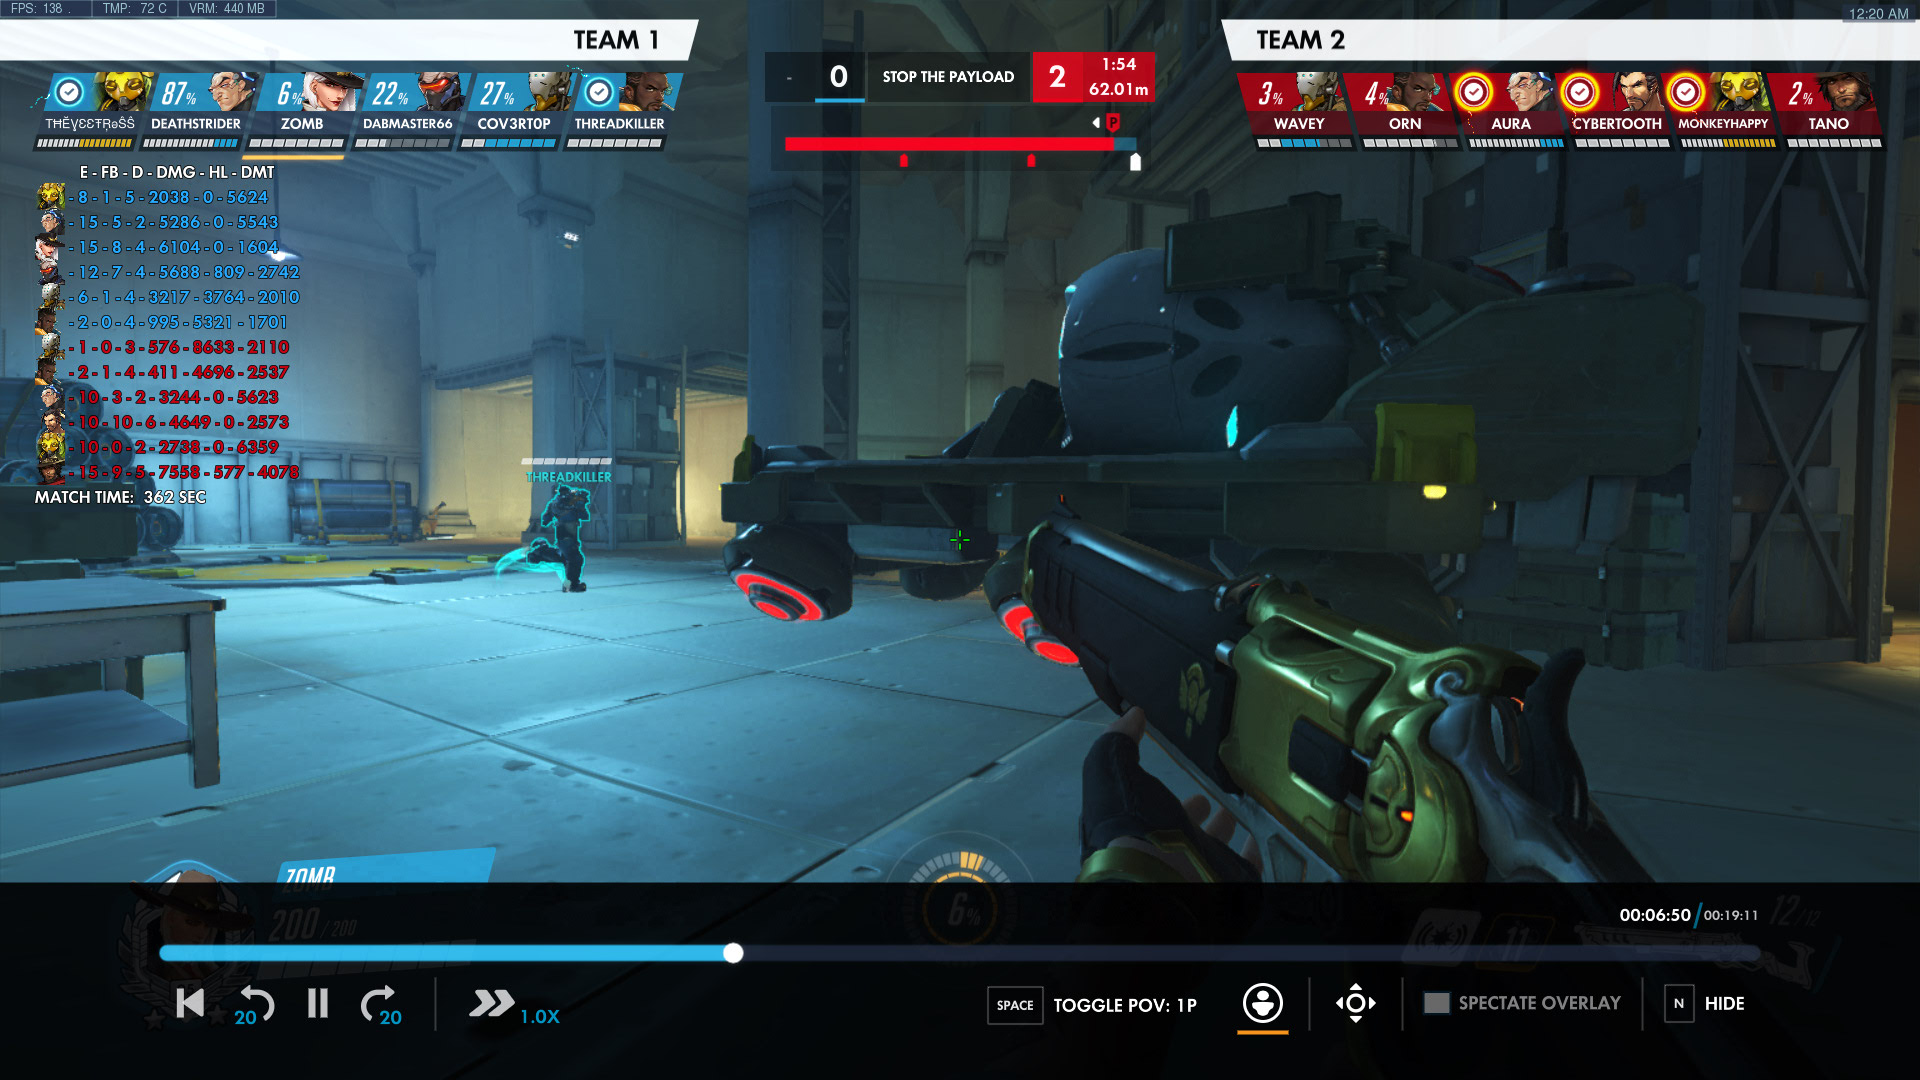 FPS: 138 .
TMP: 72 C
VRM: 440 MB
12:20 AM
TEAM 1
TEAM 2
87%
6%
22%
27%
DEATHSTRIDER
ZOMB
DABMASTER66
COV3RT0P
THREADKILLER
- 0 STOP THE PAYLOAD 2 1:54
62.01m
P
3%
4%
2%
WAVEY
ORN
AURA
CYBERTOOTH
MONKEYHAPPY
TANO
E - FB - D - DMG - HL - DMT
- 8 - 1 - 5 - 2038 - 0 - 5624
- 15 - 5 - 2 - 5286 - 0 - 5543
- 15 - 8 - 4 - 6104 - 0 - 1604
- 12 - 7 - 4 - 5688 - 809 - 2742
- 6 - 1 - 4 - 3217 - 3764 - 2010
- 2 - 0 - 4 - 995 - 5321 - 1701
- 1 - 0 - 3 - 576 - 8633 - 2110
- 2 - 1 - 4 - 411 - 4696 - 2537
- 10 - 3 - 2 - 3244 - 0 - 5623
- 10 - 10 - 6 - 4649 - 0 - 2573
- 10 - 0 - 2 - 2738 - 0 - 6359
- 15 - 9 - 5 - 7558 - 577 - 4078
MATCH TIME: 362 SEC
THREADKILLER
ZOMB
200 / 200
6%
11
12/12
00:06:50 / 00:19:11
20
20
1.0X
SPACE
TOGGLE POV: 1P
SPECTATE OVERLAY
N
HIDE